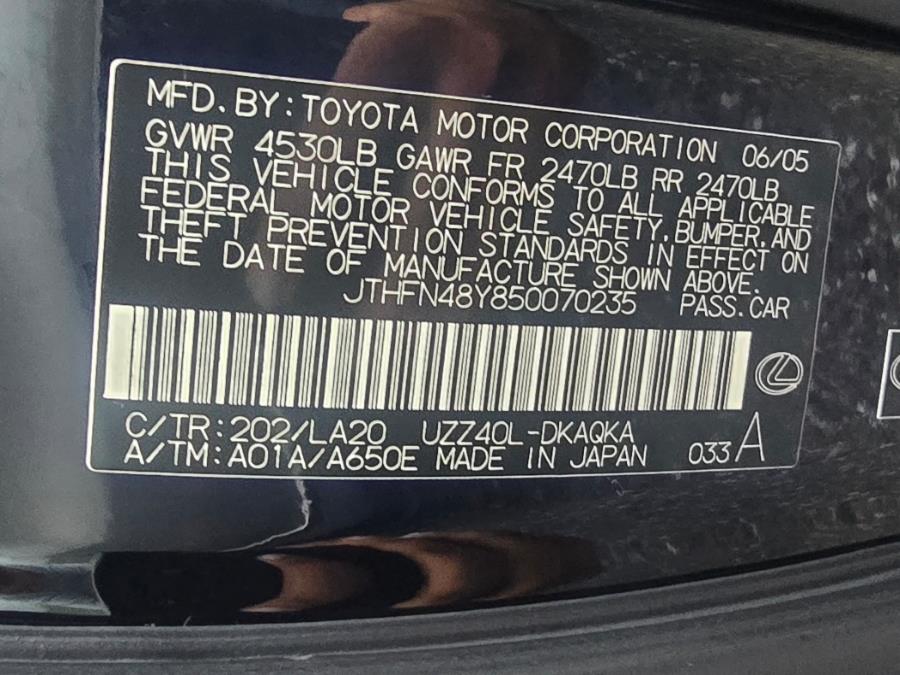 MFD. BY: TOYOTA MOTOR CORPORATION 06/05
GVWR 4530LB GAWR FR 2470LB RR 2470LB
THIS VEHICLE CONFORMS TO ALL APPLICABLE
FEDERAL MOTOR VEHICLE SAFETY, BUMPER, AND
THEFT PREVENTION STANDARDS IN EFFECT ON
THE DATE OF MANUFACTURE SHOWN ABOVE.
JTHFN48Y850070235 PASS. CAR
C/TR: 202/LA20 UZZ40L-DKAQKA
A/TM: A01A/A650E MADE IN JAPAN 033 A